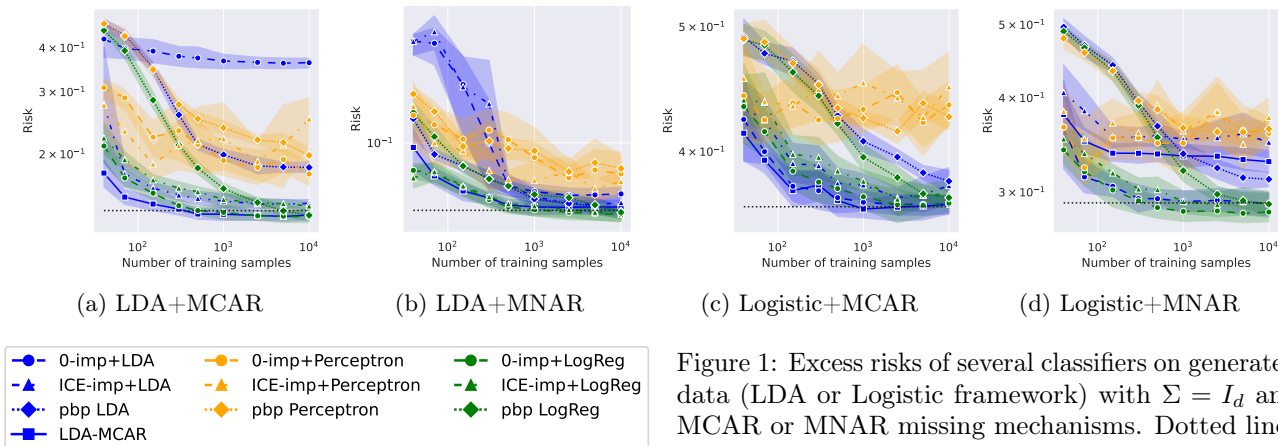 4 × 10⁻¹
3 × 10⁻¹
2 × 10⁻¹
Risk
10² 10³ 10⁴
Number of training samples
(a) LDA+MCAR
10⁻¹
Risk
10² 10³ 10⁴
Number of training samples
(b) LDA+MNAR
5 × 10⁻¹
4 × 10⁻¹
Risk
10² 10³ 10⁴
Number of training samples
(c) Logistic+MCAR
5 × 10⁻¹
4 × 10⁻¹
3 × 10⁻¹
Risk
10² 10³ 10⁴
Number of training samples
(d) Logistic+MNAR
0-imp+LDA
ICE-imp+LDA
pbp LDA
LDA-MCAR
0-imp+Perceptron
ICE-imp+Perceptron
pbp Perceptron
0-imp+LogReg
ICE-imp+LogReg
pbp LogReg
Figure 1: Excess risks of several classifiers on generate
data (LDA or Logistic framework) with Σ = I_d an
MCAR or MNAR missing mechanisms. Dotted line